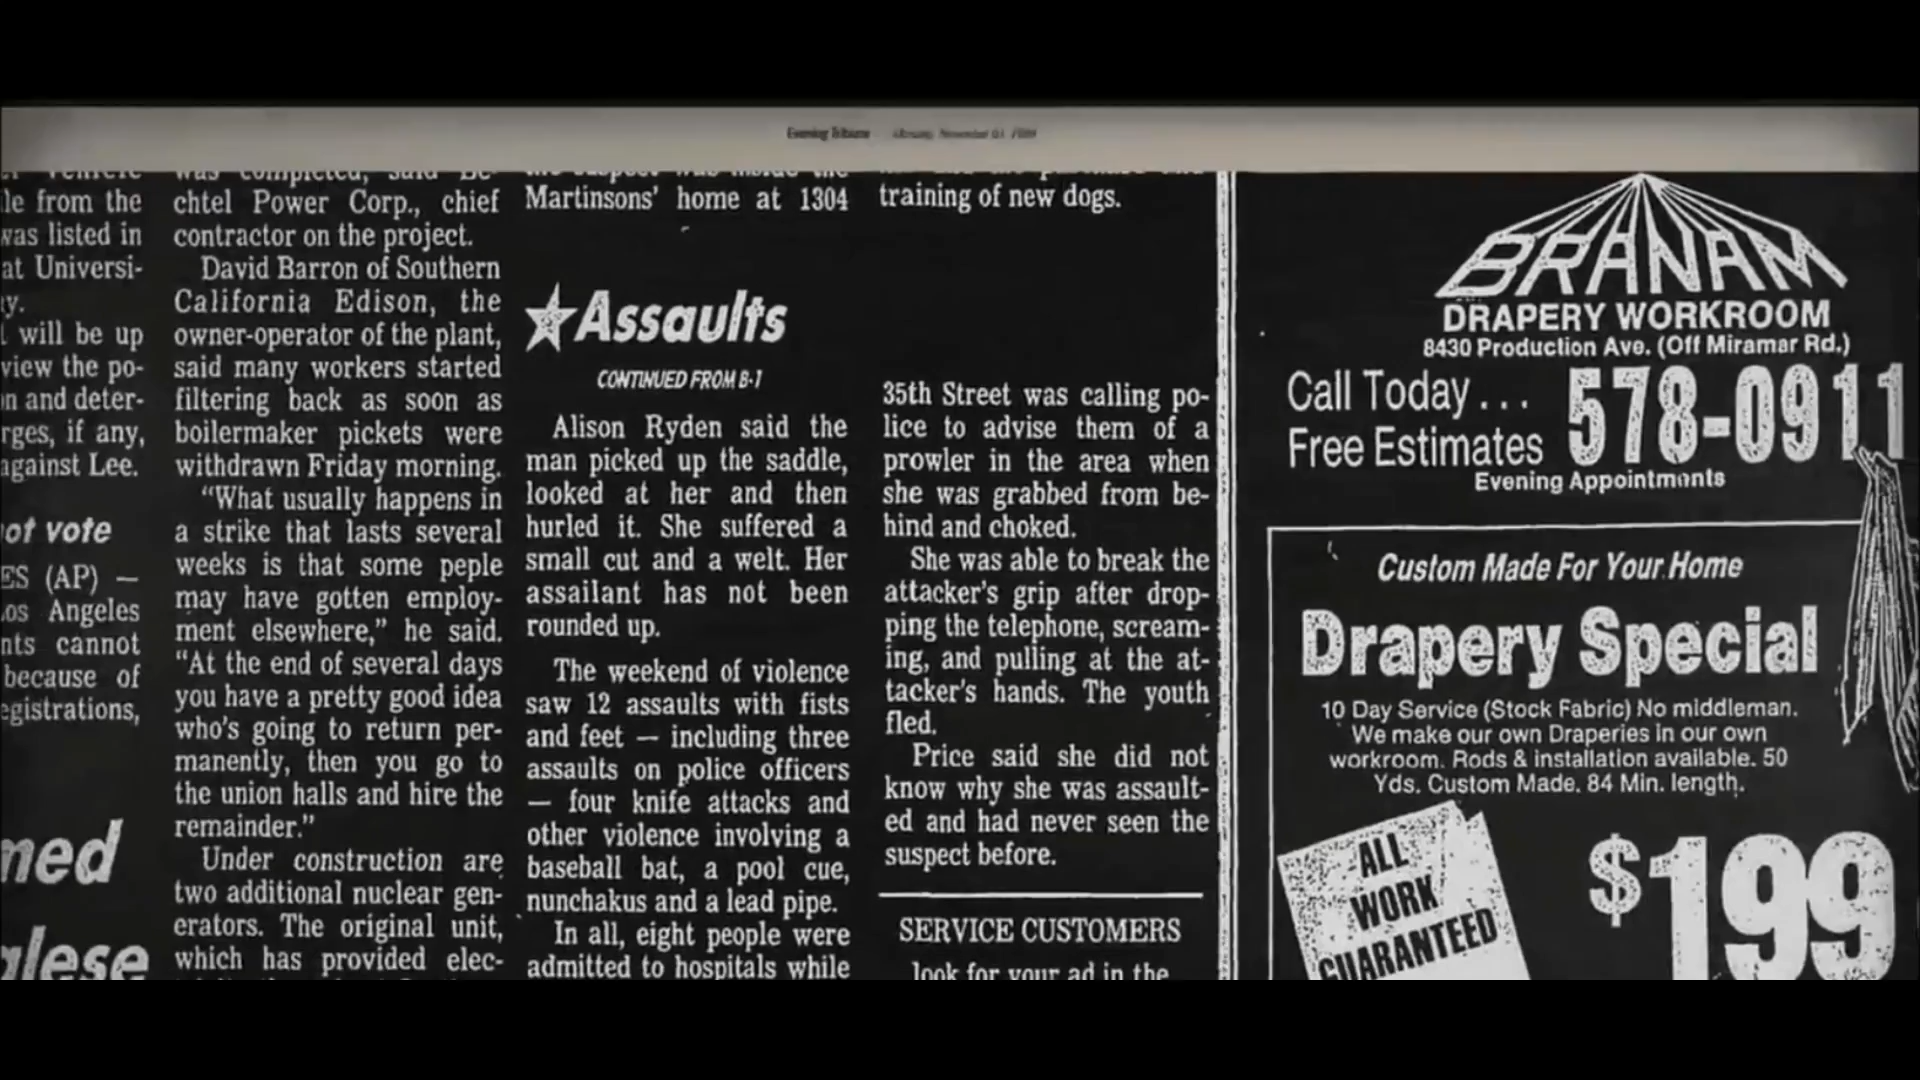 Evening Tribune
le from the
was listed in
at Universi-
y.
will be up
view the po-
n and deter-
rges, if any,
against Lee.
ot vote
ES (AP) —
os Angeles
nts cannot
because of
egistrations,
med
glese
was completed, said Be-
chtel Power Corp., chief
contractor on the project.
David Barron of Southern
California Edison, the
owner-operator of the plant,
said many workers started
filtering back as soon as
boilermaker pickets were
withdrawn Friday morning.
“What usually happens in
a strike that lasts several
weeks is that some peple
may have gotten employ-
ment elsewhere,” he said.
“At the end of several days
you have a pretty good idea
who's going to return per-
manently, then you go to
the union halls and hire the
remainder.”
Under construction are
two additional nuclear gen-
erators. The original unit,
which has provided elec-
the suspect was inside the
Martinsons' home at 1304
Assaults
CONTINUED FROM B-1
Alison Ryden said the
man picked up the saddle,
looked at her and then
hurled it. She suffered a
small cut and a welt. Her
assailant has not been
rounded up.
The weekend of violence
saw 12 assaults with fists
and feet — including three
assaults on police officers
— four knife attacks and
other violence involving a
baseball bat, a pool cue,
nunchakus and a lead pipe.
In all, eight people were
admitted to hospitals while
training of new dogs.
35th Street was calling po-
lice to advise them of a
prowler in the area when
she was grabbed from be-
hind and choked.
She was able to break the
attacker's grip after drop-
ping the telephone, scream-
ing, and pulling at the at-
tacker's hands. The youth
fled.
Price said she did not
know why she was assault-
ed and had never seen the
suspect before.
SERVICE CUSTOMERS
look for your ad in the
BRANAM
DRAPERY WORKROOM
8430 Production Ave. (Off Miramar Rd.)
Call Today . . .
Free Estimates
578-0911
Evening Appointments
Custom Made For Your Home
Drapery Special
10 Day Service (Stock Fabric) No middleman.
We make our own Draperies in our own
workroom. Rods & installation available. 50
Yds. Custom Made. 84 Min. length.
ALL
WORK
GUARANTEED
$199